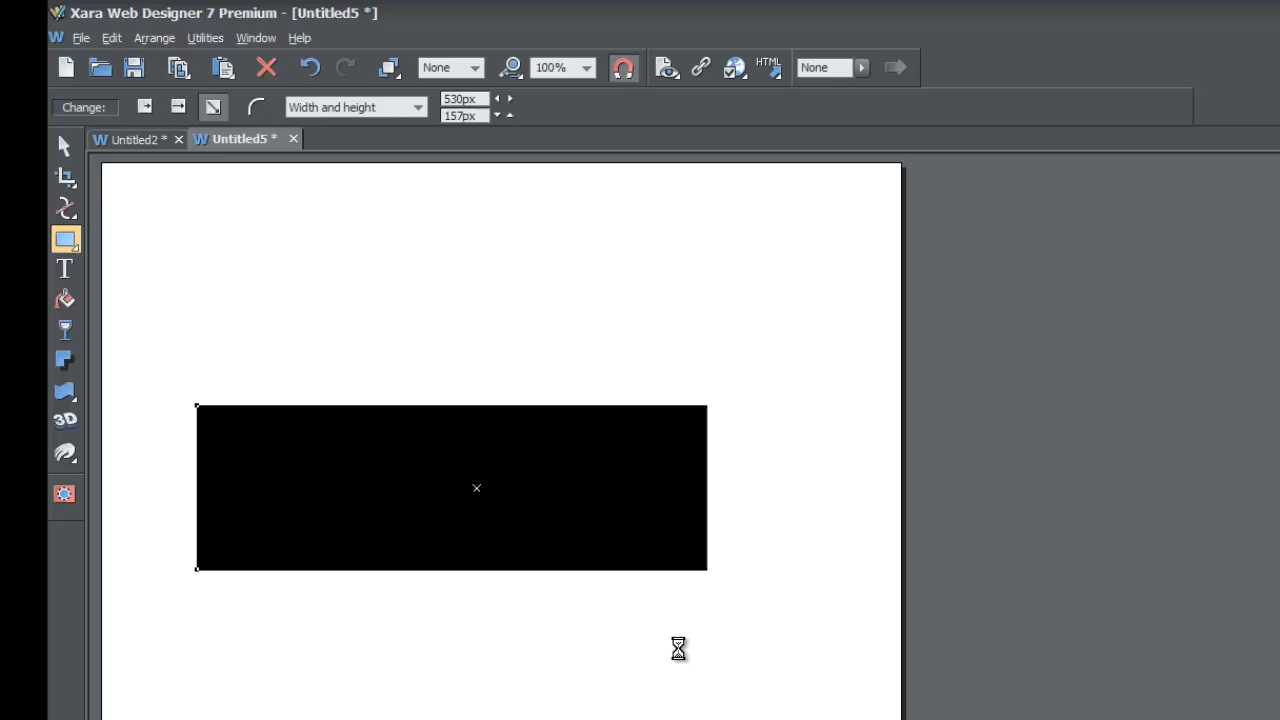 Xara Web Designer 7 Premium - [Untitled5 *]
File Edit Arrange Utilities Window Help
None 100% HTML None
Change: Width and height 530px
157px
Untitled2 * Untitled5 *
T
3D